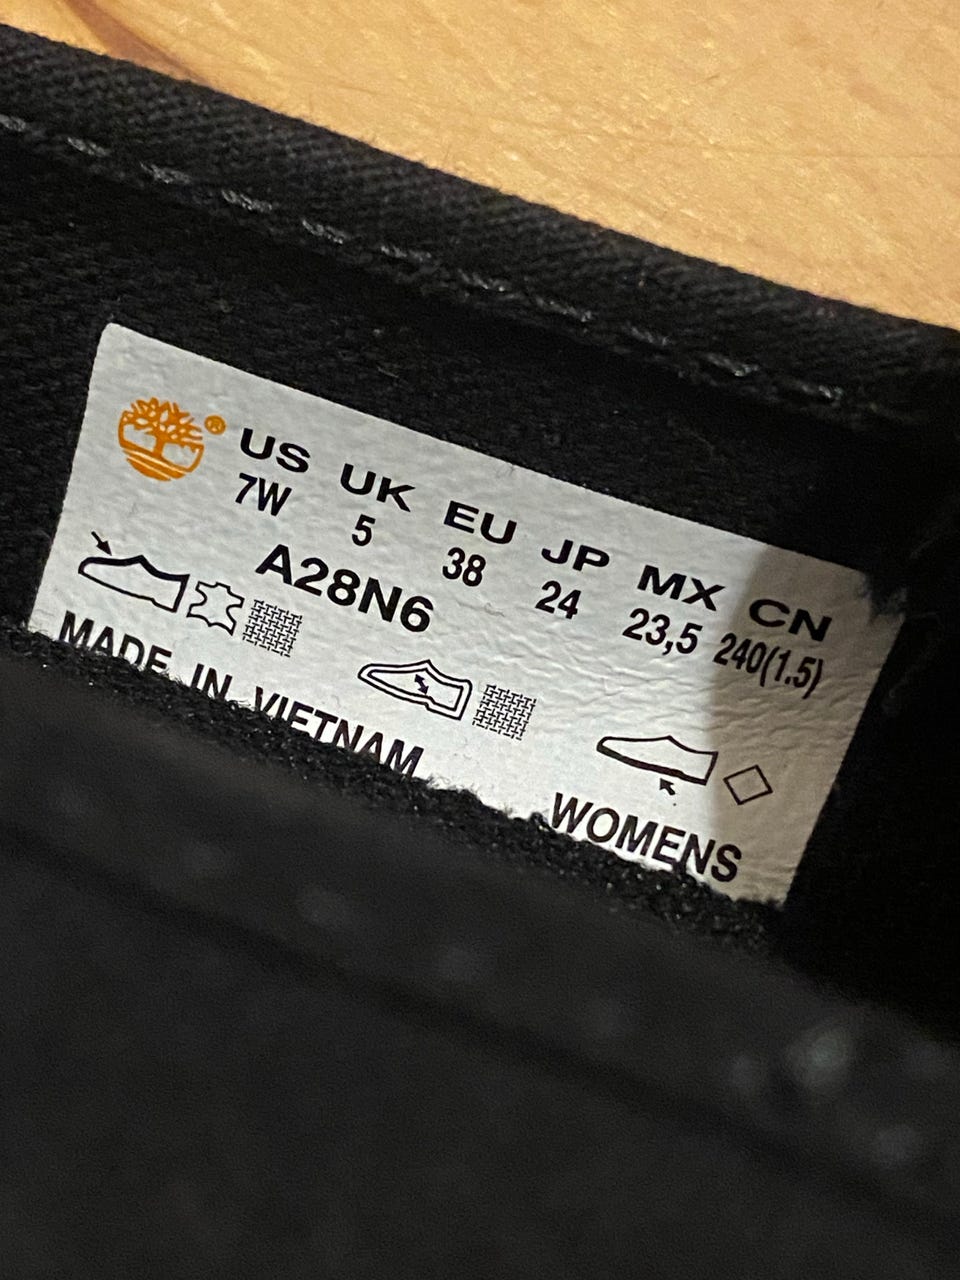 ® US UK EU JP MX CN
7W 5 38 24 23,5 240(1.5)
A28N6
MADE IN VIETNAM
WOMENS